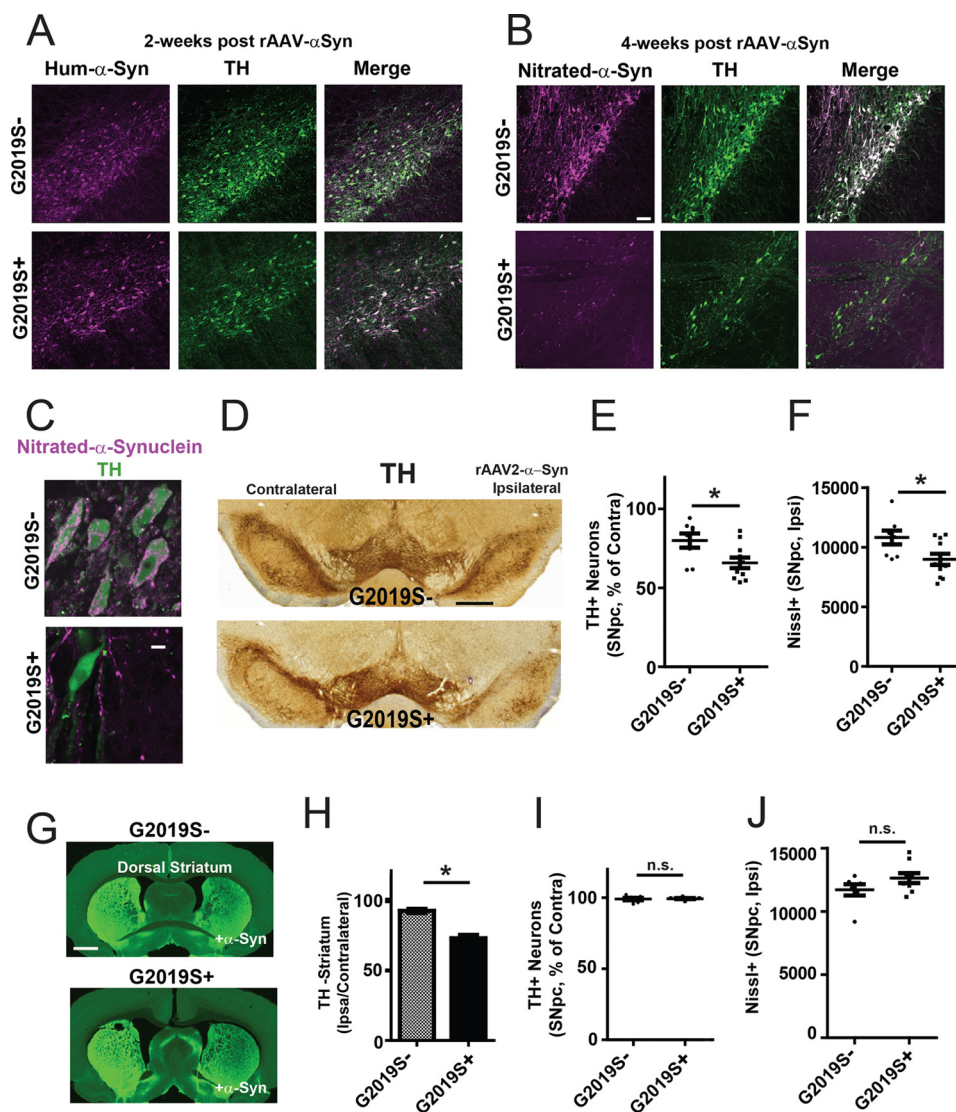 A
2-weeks post rAAV-αSyn
Hum-α-Syn TH Merge
G2019S-
G2019S+
B
4-weeks post rAAV-αSyn
Nitrated-α-Syn TH Merge
G2019S-
G2019S+
C
Nitrated-α-Synuclein
TH
G2019S-
G2019S+
D
TH
Contralateral
rAAV2-α-Syn
Ipsilateral
G2019S-
G2019S+
E
TH+ Neurons
(SNpc, % of Contra)
100
50
0
*
G2019S-
G2019S+
F
Nissl+ (SNpc, Ipsi)
15000
10000
5000
0
*
G2019S-
G2019S+
G
G2019S-
Dorsal Striatum
+α-Syn
G2019S+
+α-Syn
H
TH -Striatum
(Ipsa/Contralateral)
100
50
0
*
G2019S-
G2019S+
I
TH+ Neurons
(SNpc, % of Contra)
100
50
0
n.s.
G2019S-
G2019S+
J
Nissl+ (SNpc, Ipsi)
15000
10000
5000
0
n.s.
G2019S-
G2019S+